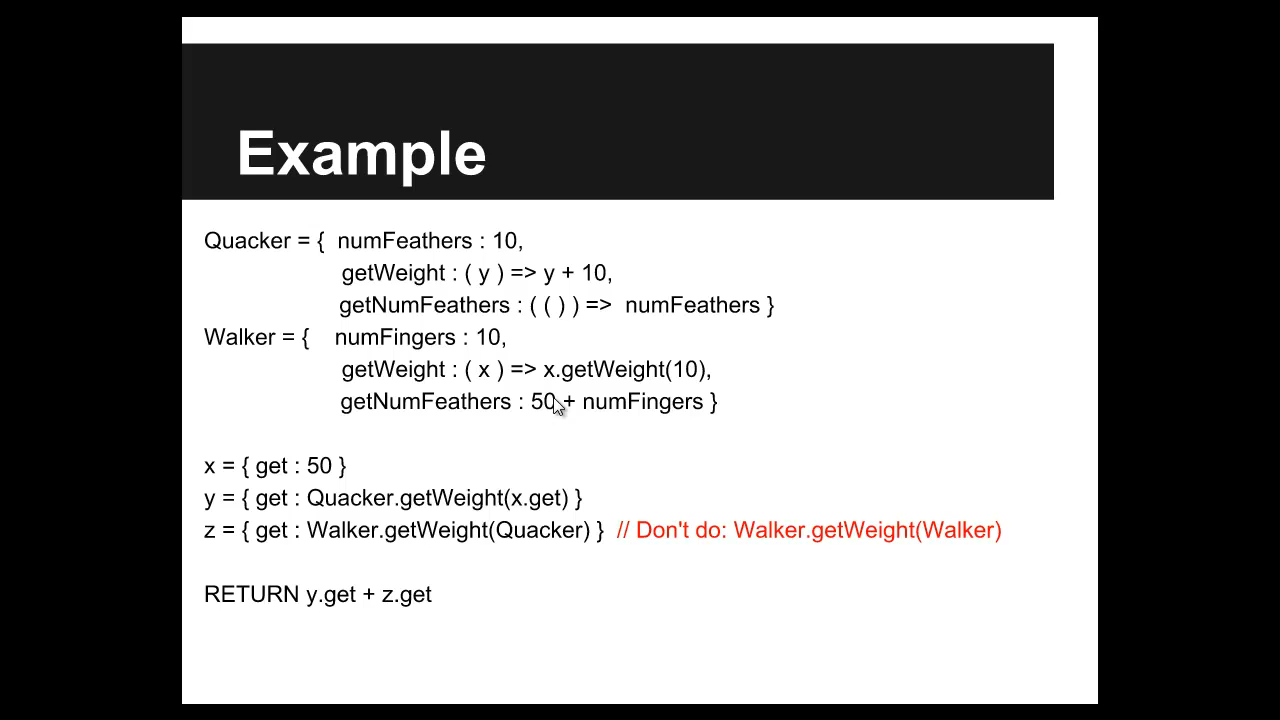 Example
Quacker = { numFeathers : 10,
getWeight : ( y ) => y + 10,
getNumFeathers : ( ( ) ) => numFeathers }
Walker = { numFingers : 10,
getWeight : ( x ) => x.getWeight(10),
getNumFeathers : 50 + numFingers }
x = { get : 50 }
y = { get : Quacker.getWeight(x.get) }
z = { get : Walker.getWeight(Quacker) } // Don't do: Walker.getWeight(Walker)
RETURN y.get + z.get